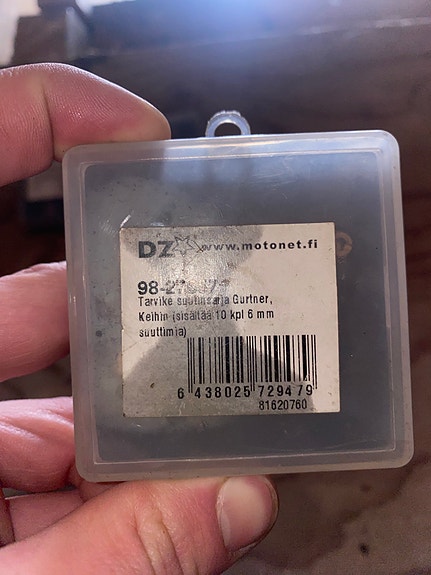 DZ www.motonet.fi
Tarvike suutinsarja Gurtner,
Keihin (sisältää 10 kpl 6 mm
suuttimia)
6 438025 729479
81620760